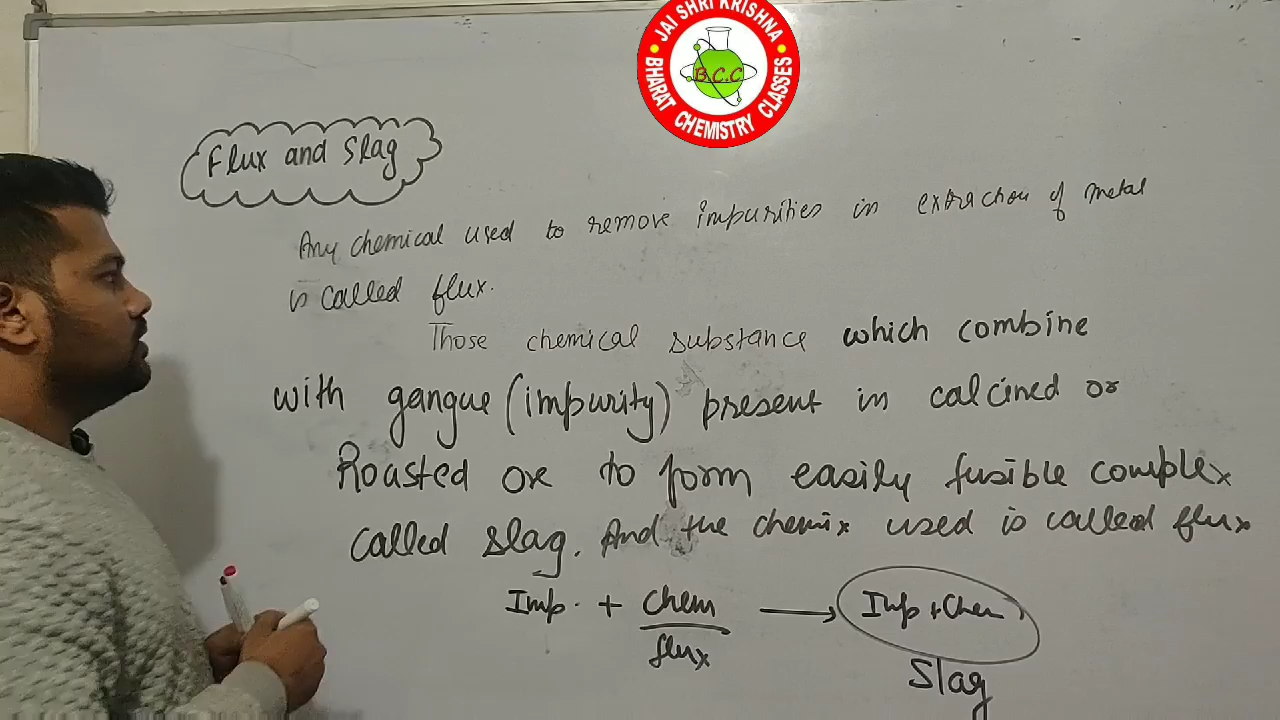 JAI SHRI KRISHNA
B.C.C
BHARAT CHEMISTRY CLASSES
Flux and Slag
Any chemical used to remove impurities in extraction of metal
is called flux.
Those chemical substance which combine
with gangue (impurity) present in calcined or
Roasted ore to form easily fusible complex
called slag. And the chemix used is called flux
Imp. + Chem ⟶ Imp + Chem
flux
Slag